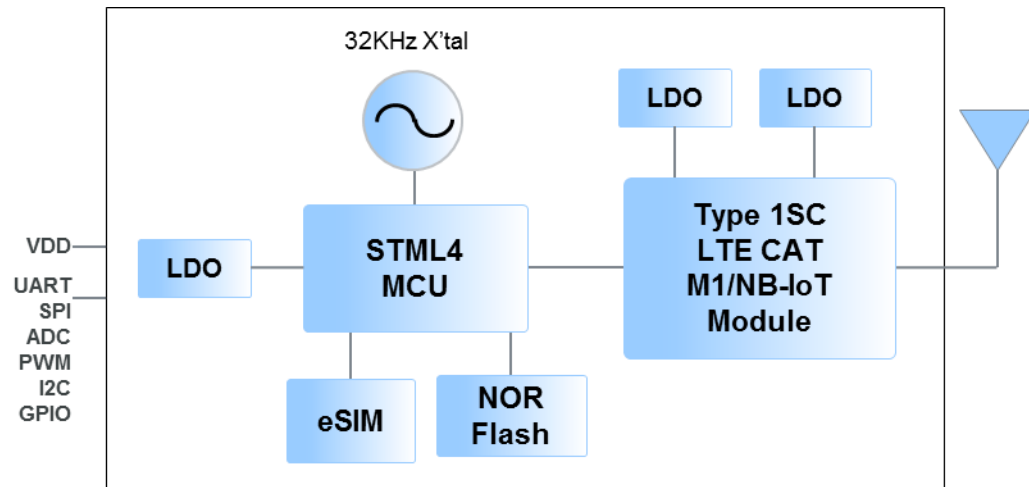 32KHz X'tal
LDO
LDO
Type 1SC
LTE CAT
M1/NB-IoT
Module
STML4
MCU
LDO
VDD
UART
SPI
ADC
PWM
I2C
GPIO
eSIM
NOR
Flash